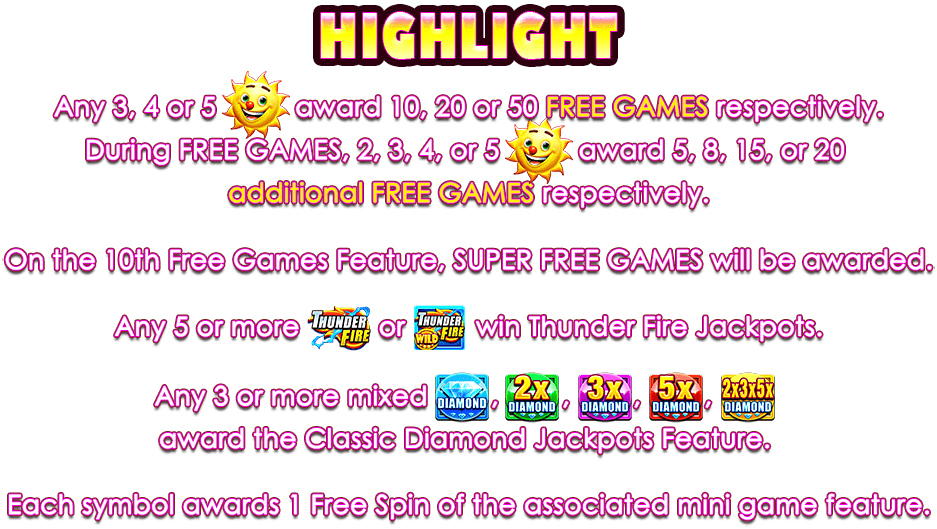 HIGHLIGHT
Any 3, 4 or 5 award 10, 20 or 50 FREE GAMES respectively.
During FREE GAMES, 2, 3, 4, or 5 award 5, 8, 15, or 20
additional FREE GAMES respectively.
On the 10th Free Games Feature, SUPER FREE GAMES will be awarded.
Any 5 or more THUNDER FIRE or THUNDER FIRE WILD win Thunder Fire Jackpots.
Any 3 or more mixed DIAMOND, 2X DIAMOND, 3X DIAMOND, 5X DIAMOND, 2X3X5X DIAMOND
award the Classic Diamond Jackpots Feature.
Each symbol awards 1 Free Spin of the associated mini game feature.